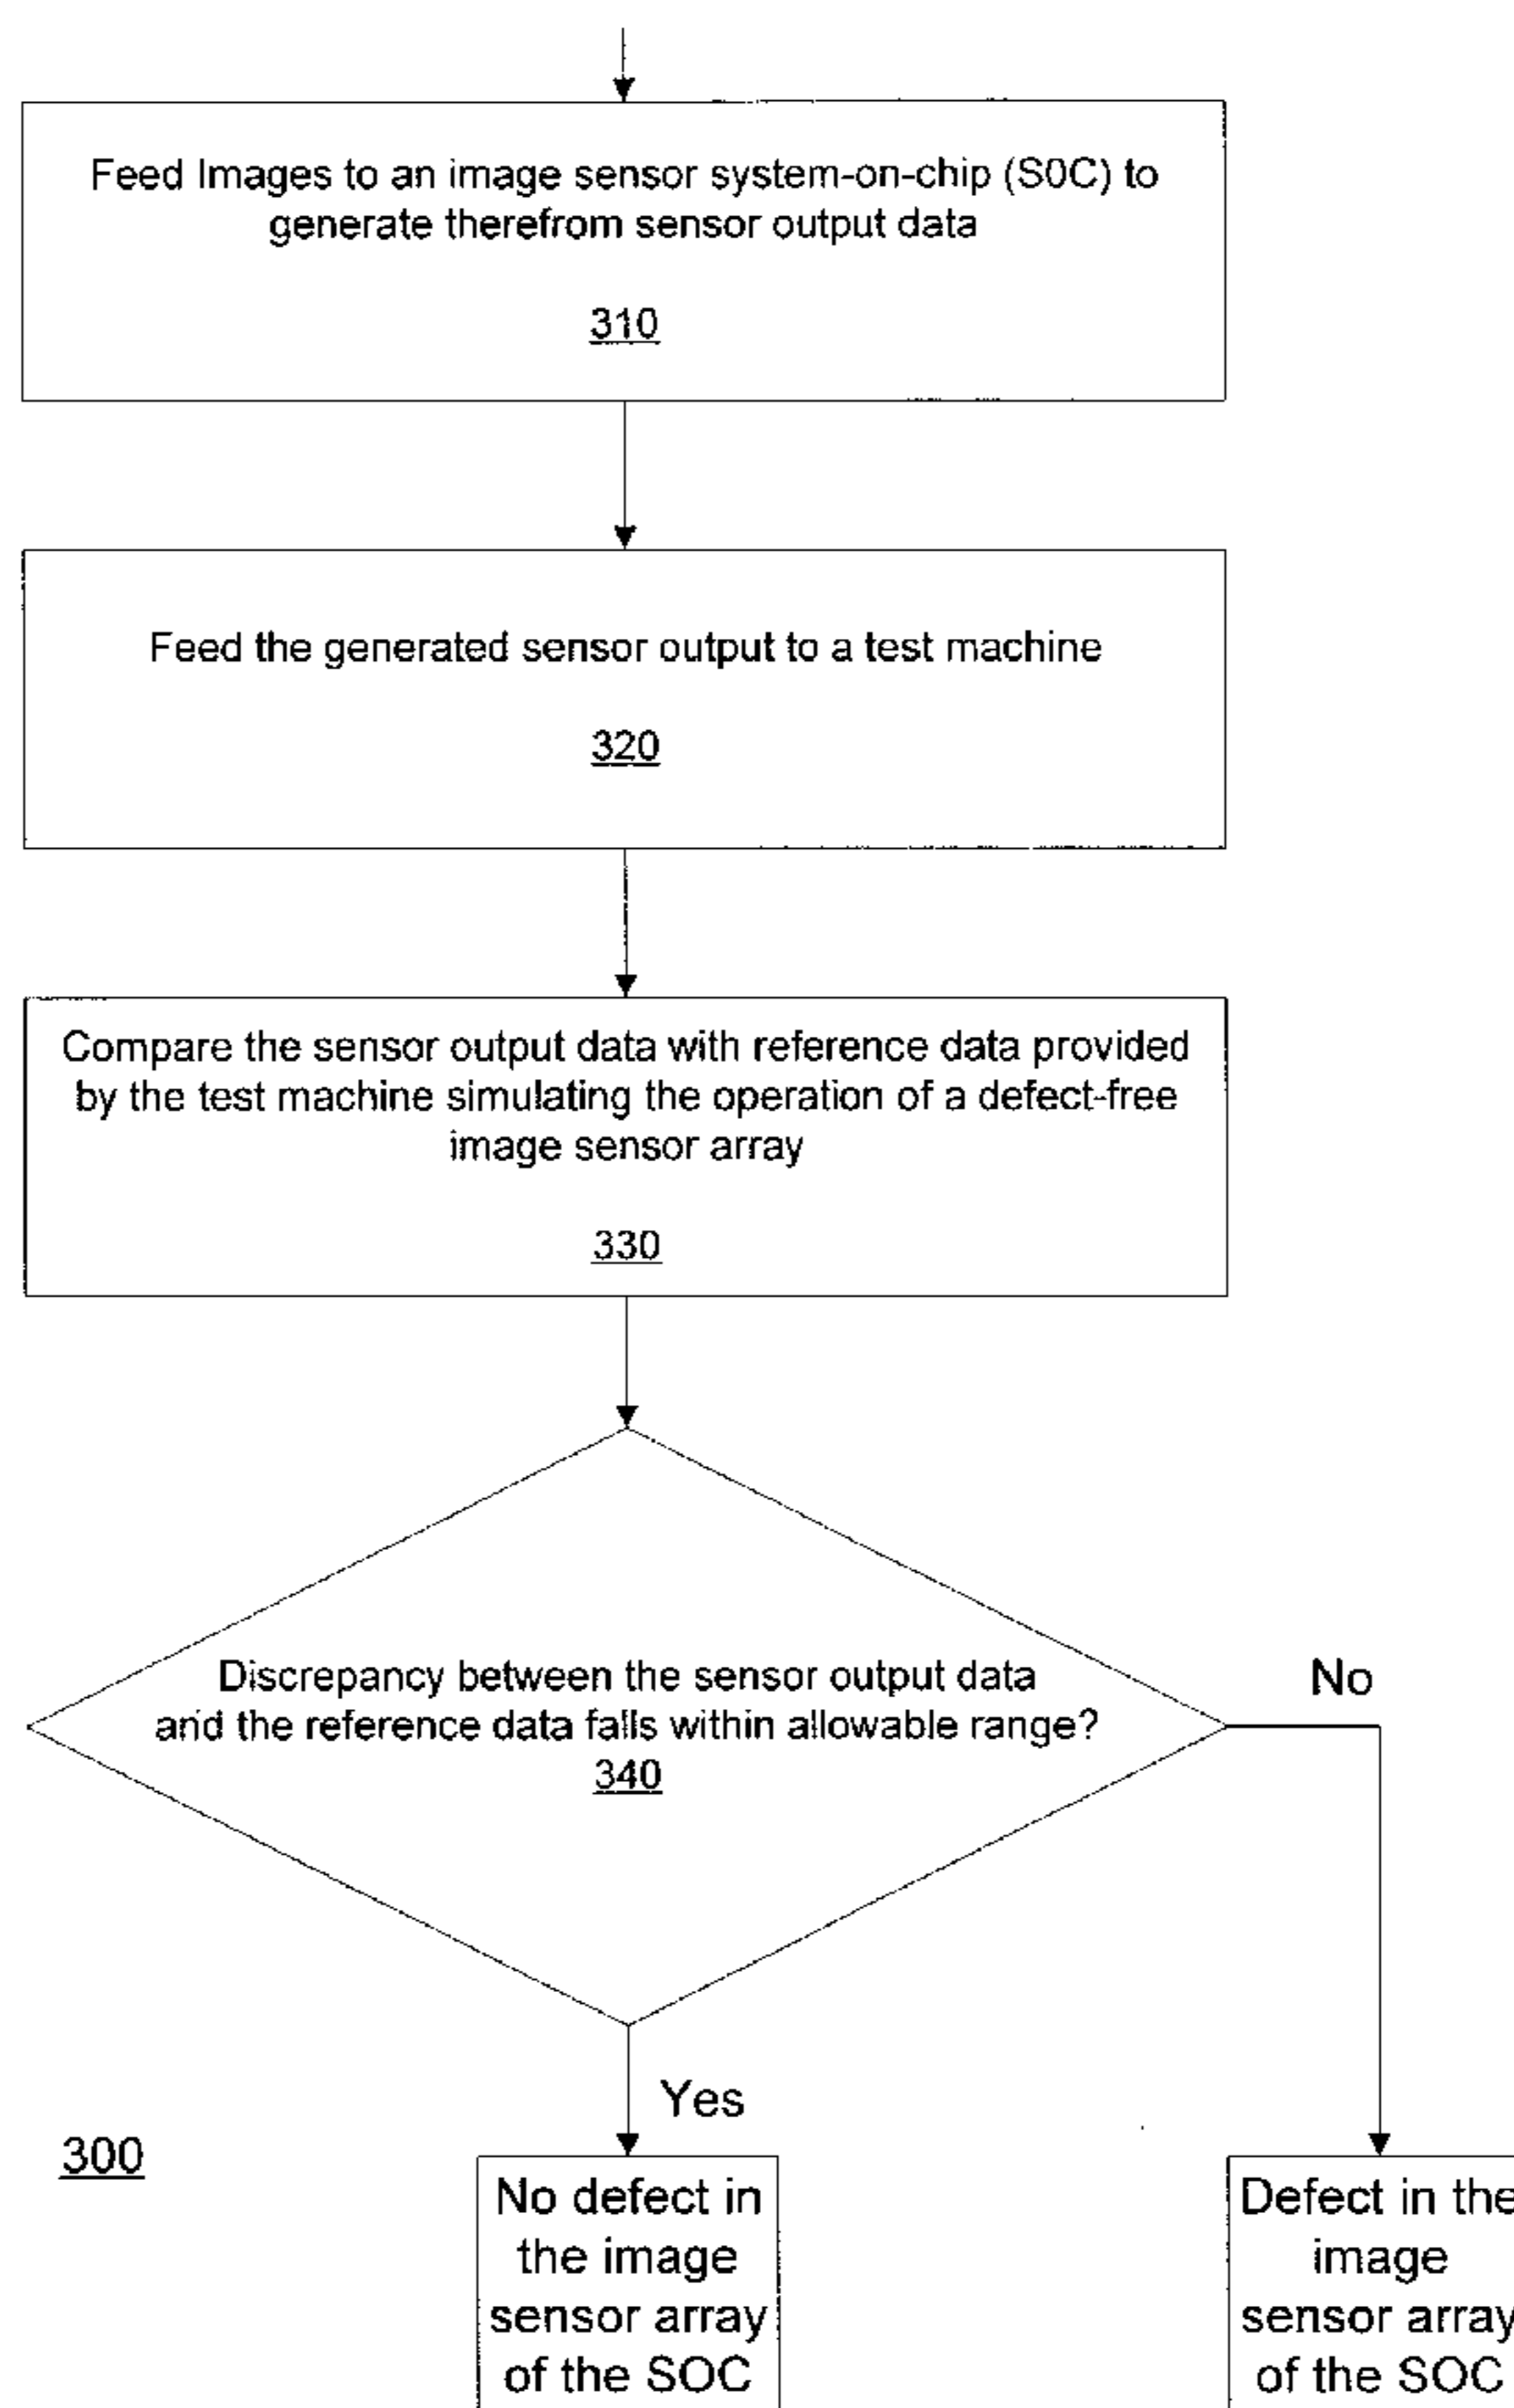 Feed Images to an image sensor system-on-chip (S0C) to
generate therefrom sensor output data
310
Feed the generated sensor output to a test machine
320
Compare the sensor output data with reference data provided
by the test machine simulating the operation of a defect-free
image sensor array
330
Discrepancy between the sensor output data
and the reference data falls within allowable range?
340
No
Yes
300
No defect in
the image
sensor array
of the SOC
Defect in the
image
sensor array
of the SOC